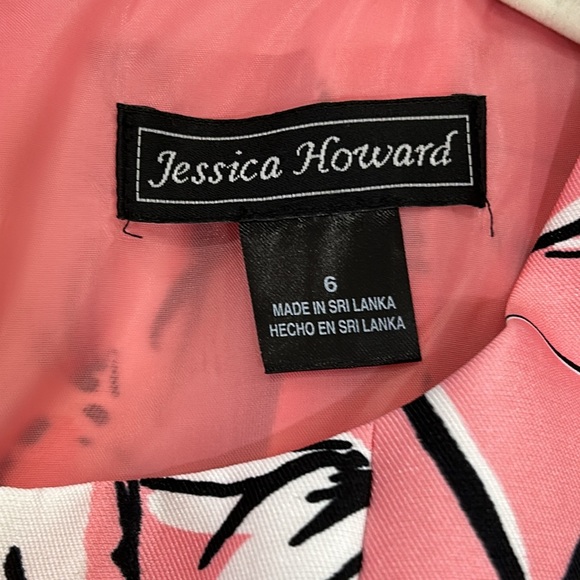 Jessica Howard
6
MADE IN SRI LANKA
HECHO EN SRI LANKA